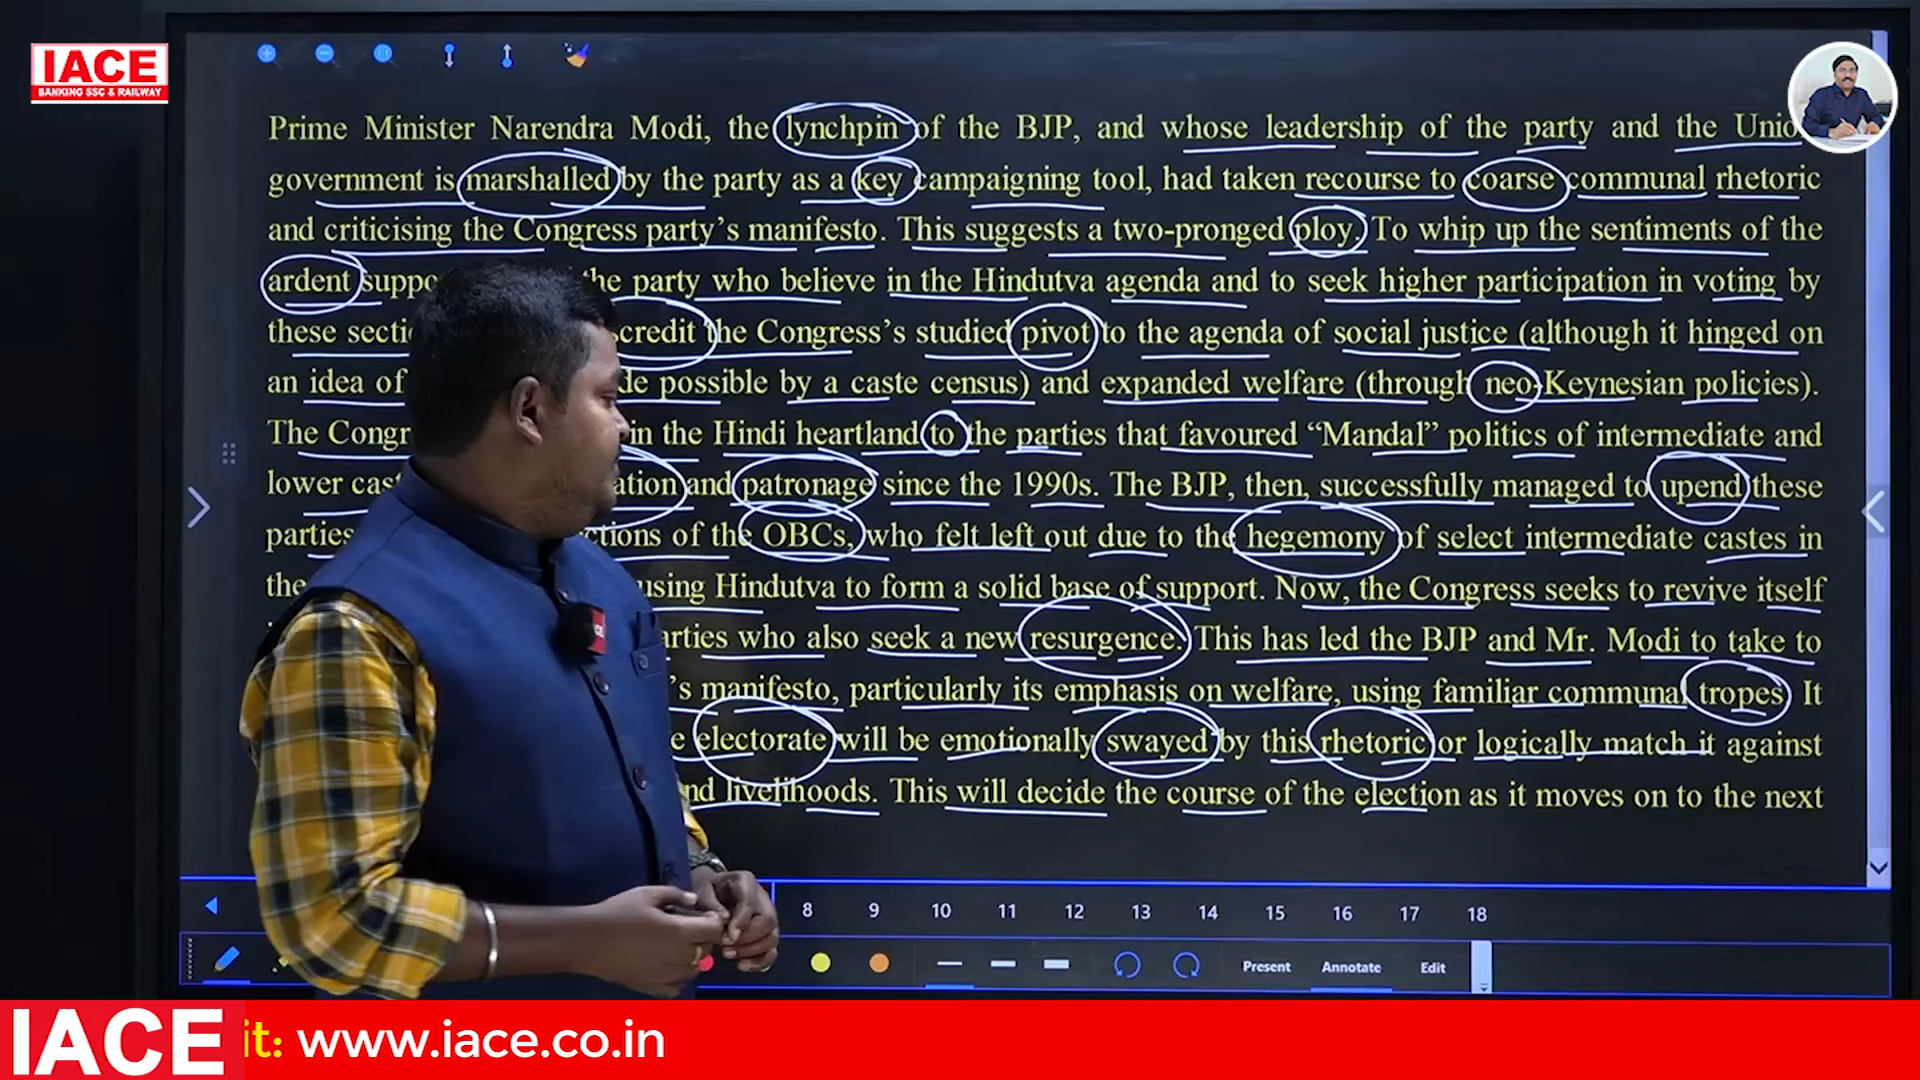 IACE
BANKING SSC & RAILWAY
Prime Minister Narendra Modi, the lynchpin of the BJP, and whose leadership of the party and the
government is marshalled by the party as a key campaigning tool, had taken recourse to coarse communal rhetoric
and criticising the Congress party's manifesto. This suggests a two-pronged ploy. To whip up the sentiments of the
ardent the party who believe in the Hindutva agenda and to seek higher participation in voting by
these the Congress's studied pivot to the agenda of social justice (although it hinged on
an idea of possible by a caste census) and expanded welfare (through neo-Keynesian policies).
The in the Hindi heartland to the parties that favoured "Mandal" politics of intermediate and
lower and patronage since the 1990s. The BJP, then, successfully managed to upend these
parties of the OBCs, who felt left out due to the hegemony of select intermediate castes in
the using Hindutva to form a solid base of support. Now, the Congress seeks to revive itself
who also seek a new resurgence. This has led the BJP and Mr. Modi to take to
's manifesto, particularly its emphasis on welfare, using familiar communal tropes. It
electorate will be emotionally swayed by this rhetoric or logically match it against
livelihoods. This will decide the course of the election as it moves on to the next
8 9 10 11 12 13 14 15 16 17 18
Present Annotate Edit
IACE it: www.iace.co.in